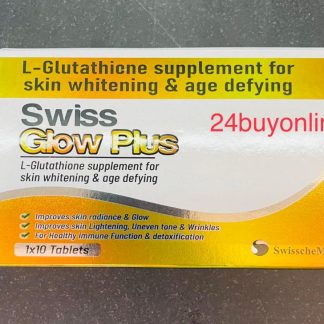 L-Glutathione supplement for
skin whitening & age defying
Swiss
Glow Plus
24buyonlin
L-Glutathione supplement for
skin whitening & age defying
✓ Improves skin radiance & Glow
✓ Improves skin Lightening, Uneven tone & Wrinkles
✓ For Healthy Immune Function & detoxification
1x10 Tablets
SwisscheM